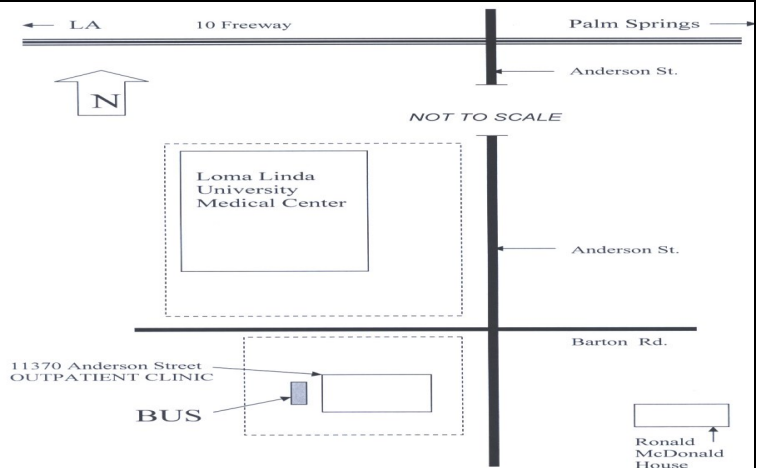 LA
10 Freeway
Palm Springs
Anderson St.
N
NOT TO SCALE
Loma Linda
University
Medical Center
Anderson St.
Barton Rd.
11370 Anderson Street
OUTPATIENT CLINIC
BUS
Ronald
McDonald
House